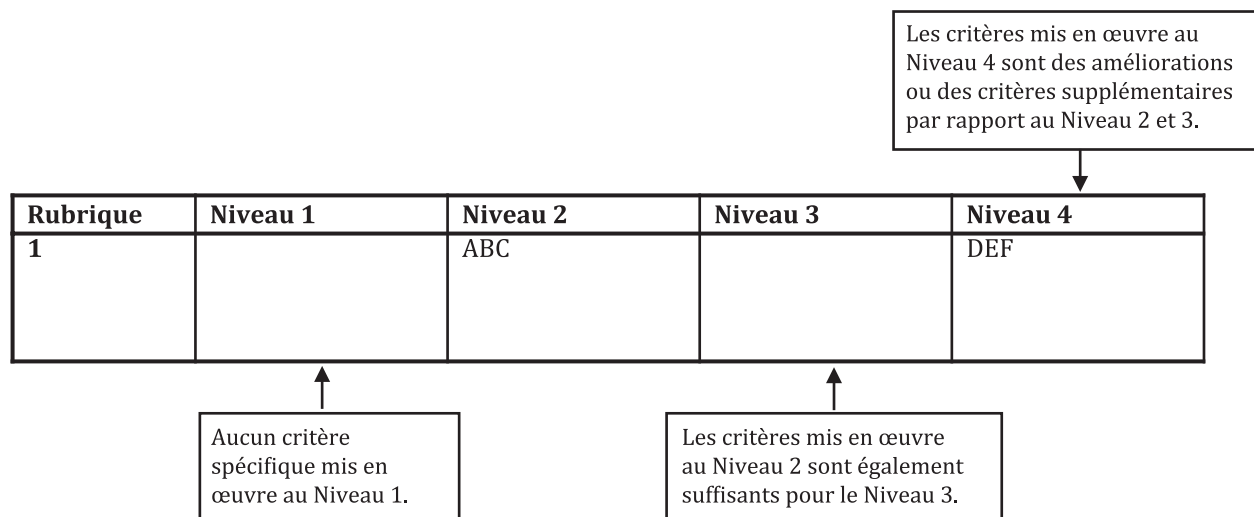 Les critères mis en œuvre au
Niveau 4 sont des améliorations
ou des critères supplémentaires
par rapport au Niveau 2 et 3.
Rubrique Niveau 1 Niveau 2 Niveau 3 Niveau 4
1 ABC DEF
Aucun critère
spécifique mis en
œuvre au Niveau 1.
Les critères mis en œuvre
au Niveau 2 sont également
suffisants pour le Niveau 3.